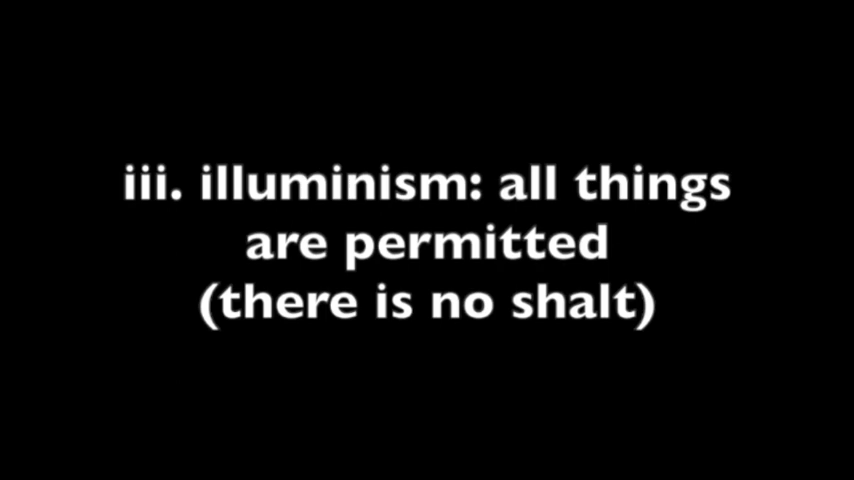 iii. illuminism: all things
are permitted
(there is no shalt)